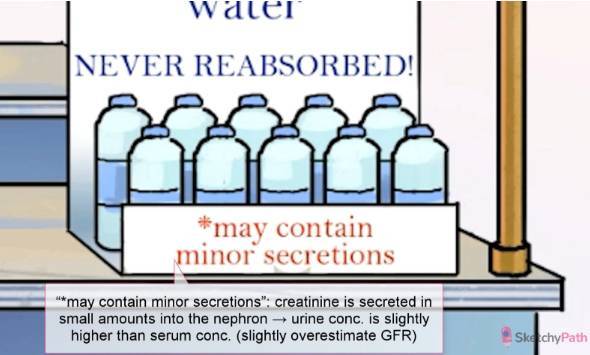 water
NEVER REABSORBED!
*may contain
minor secretions
“*may contain minor secretions”: creatinine is secreted in
small amounts into the nephron → urine conc. is slightly
higher than serum conc. (slightly overestimate GFR)
SketchyPath